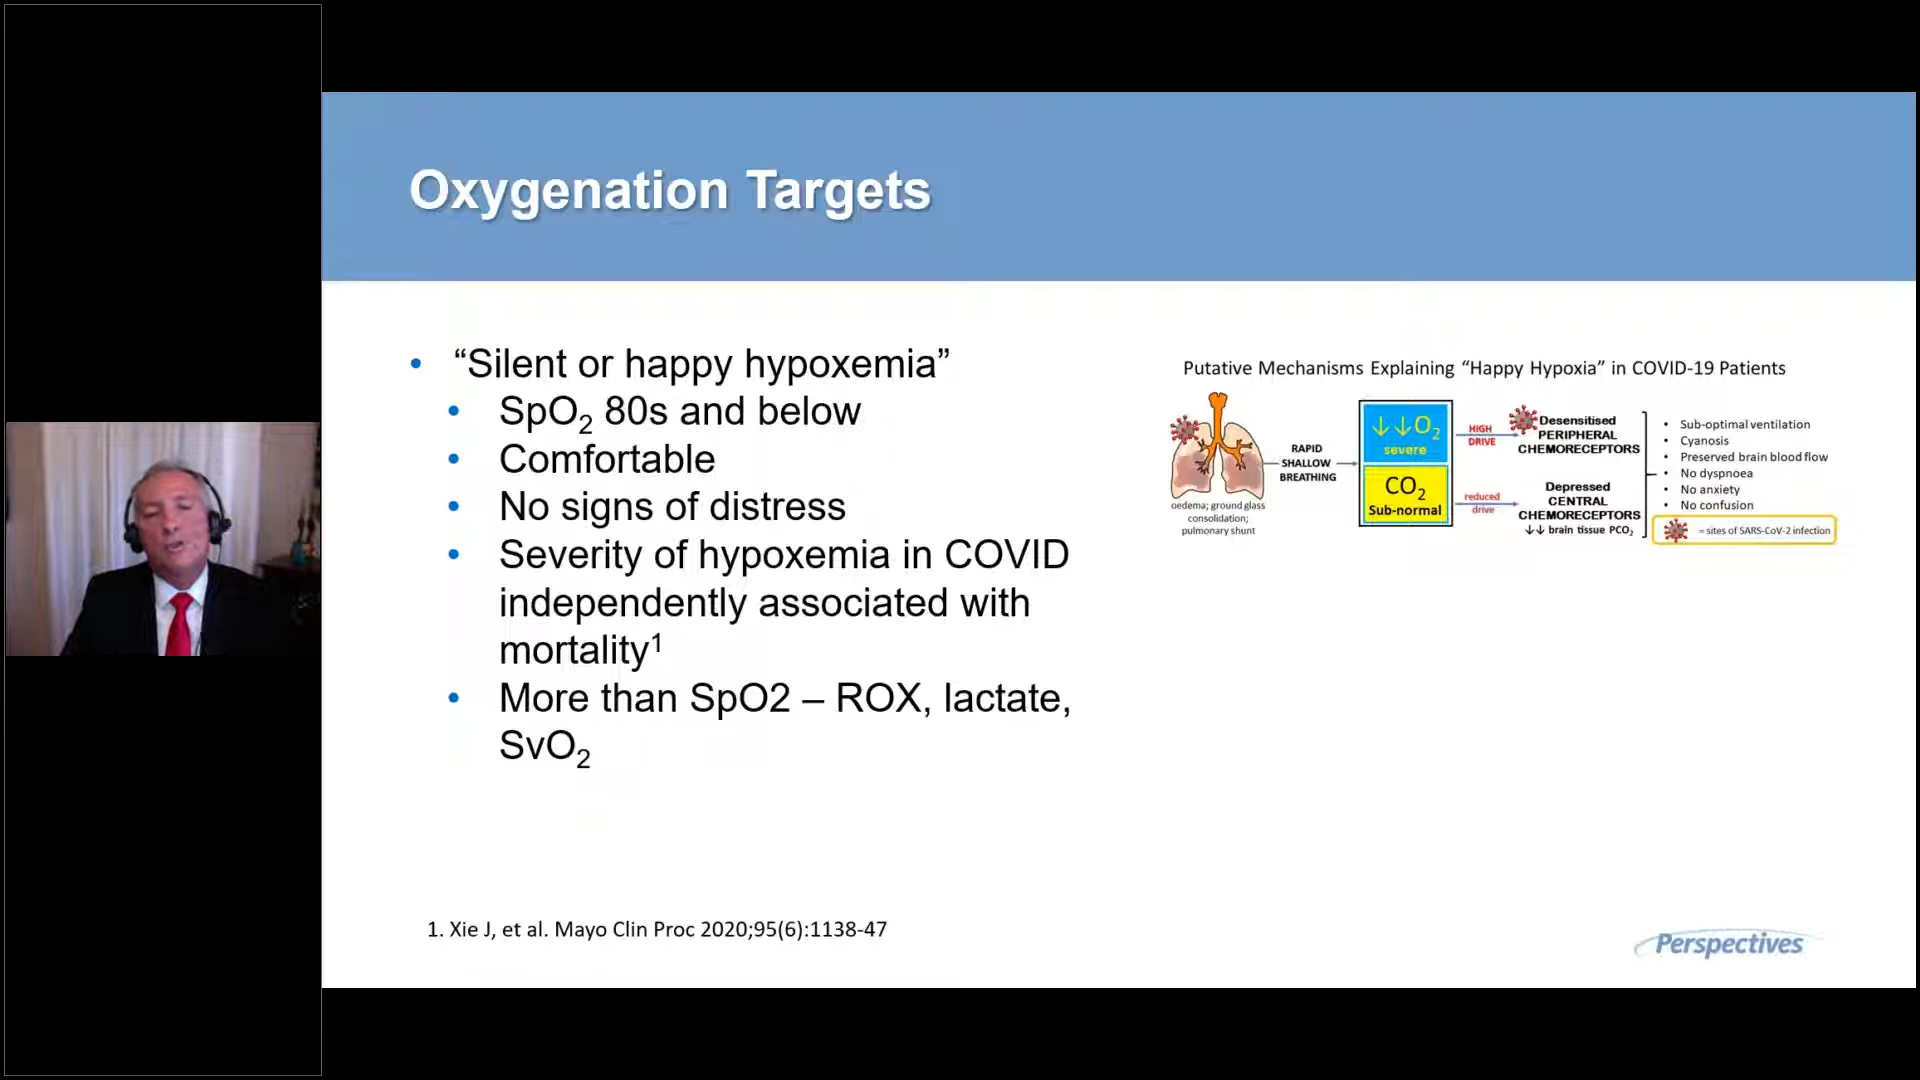 Oxygenation Targets
• “Silent or happy hypoxemia”
• SpO₂ 80s and below
• Comfortable
• No signs of distress
• Severity of hypoxemia in COVID
independently associated with
mortality¹
• More than SpO2 – ROX, lactate,
SvO₂
Putative Mechanisms Explaining “Happy Hypoxia” in COVID-19 Patients
oedema; ground glass
consolidation;
pulmonary shunt
RAPID
SHALLOW
BREATHING
↓↓O₂
severe
CO₂
Sub-normal
HIGH
DRIVE
reduced
drive
Desensitised
PERIPHERAL
CHEMORECEPTORS
Depressed
CENTRAL
CHEMORECEPTORS
↓↓ brain tissue PCO₂
• Sub-optimal ventilation
• Cyanosis
• Preserved brain blood flow
• No dyspnoea
• No anxiety
• No confusion
= sites of SARS-CoV-2 infection
1. Xie J, et al. Mayo Clin Proc 2020;95(6):1138-47
Perspectives